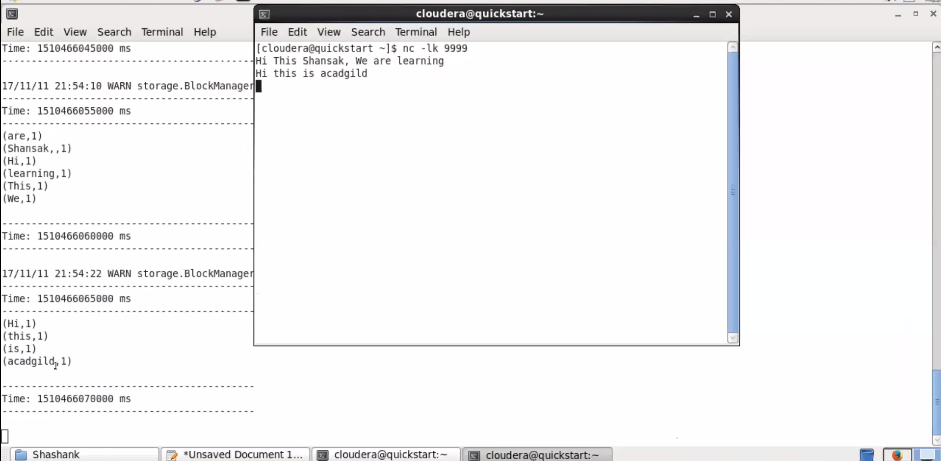 cloudera@quickstart:~
File Edit View Search Terminal Help
[cloudera@quickstart ~]$ nc -lk 9999
Hi This Shansak, We are learning
Hi this is acadgild
File Edit View Search Terminal Help
Time: 1510466045000 ms
-------------------------------------------
17/11/11 21:54:10 WARN storage.BlockManager
-------------------------------------------
Time: 1510466055000 ms
-------------------------------------------
(are,1)
(Shansak,,1)
(Hi,1)
(learning,1)
(This,1)
(We,1)
-------------------------------------------
Time: 1510466060000 ms
-------------------------------------------
17/11/11 21:54:22 WARN storage.BlockManager
-------------------------------------------
Time: 1510466065000 ms
-------------------------------------------
(Hi,1)
(this,1)
(is,1)
(acadgild,1)
-------------------------------------------
Time: 1510466070000 ms
-------------------------------------------
Shashank
*Unsaved Document 1...
cloudera@quickstart:~
cloudera@quickstart:~